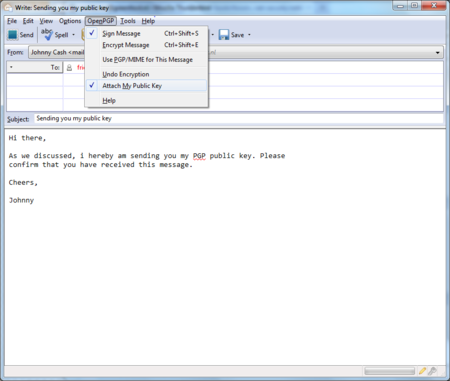 Write: Sending you my public key
File Edit View Options OpenPGP Tools Help
Send abc Spell Save
Sign Message Ctrl+Shift+S
Encrypt Message Ctrl+Shift+E
Use PGP/MIME for This Message
Undo Encryption
Attach My Public Key
Help
From: Johnny Cash <mail
To:
Subject: Sending you my public key
Hi there,
As we discussed, i hereby am sending you my PGP public key. Please
confirm that you have received this message.
Cheers,
Johnny